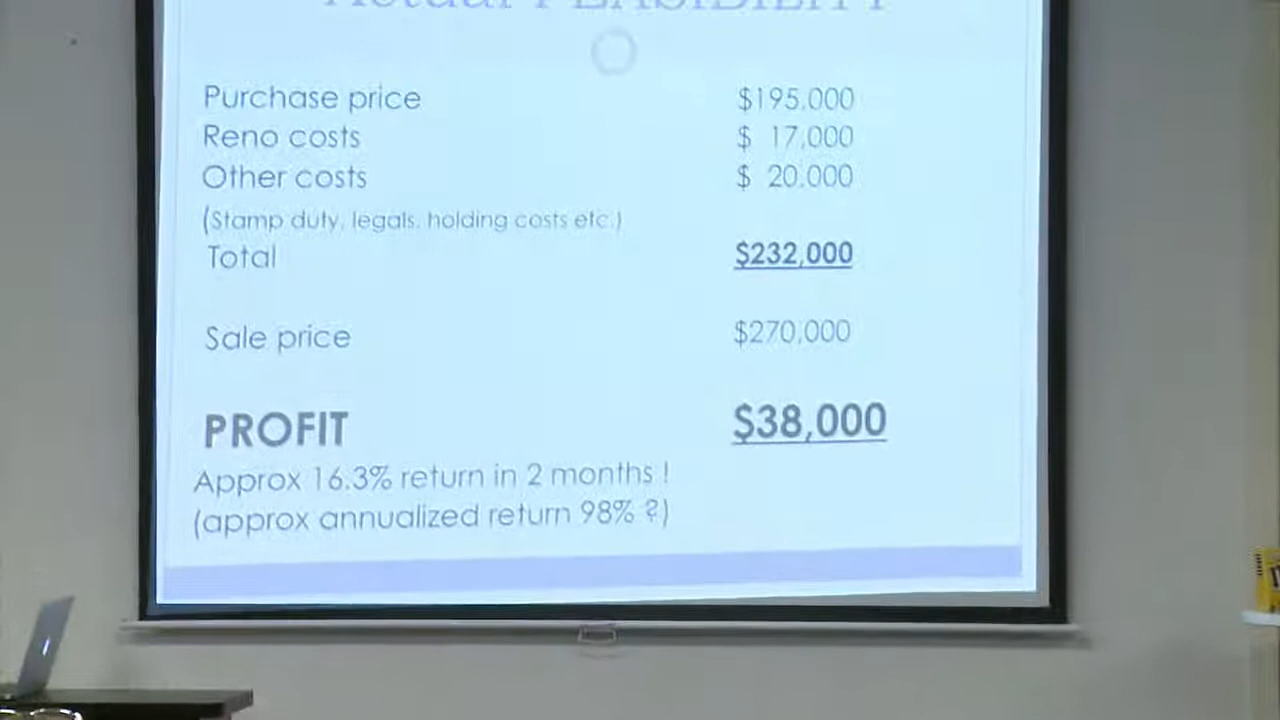 Actual FEASIBILITY
Purchase price $195.000
Reno costs $ 17,000
Other costs $ 20.000
(Stamp duty, legals, holding costs etc.)
Total $232,000
Sale price $270,000
PROFIT $38,000
Approx 16.3% return in 2 months !
(approx annualized return 98% ?)